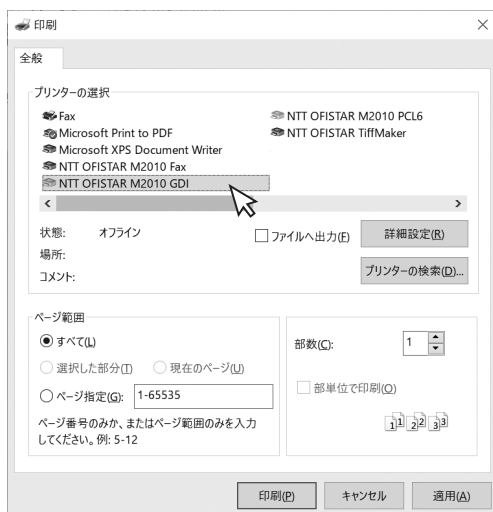 印刷
全般
プリンターの選択
Fax
Microsoft Print to PDF
Microsoft XPS Document Writer
NTT OFISTAR M2010 Fax
NTT OFISTAR M2010 GDI
NTT OFISTAR M2010 PCL6
NTT OFISTAR TiffMaker
状態: オフライン
場所:
コメント:
ファイルへ出力(F)
詳細設定(R)
プリンターの検索(D)...
ページ範囲
すべて(L)
選択した部分(T) 現在のページ(U)
ページ指定(G): 1-65535
ページ番号のみか、またはページ範囲のみを入力
してください。例: 5-12
部数(C): 1
部単位で印刷(O)
11 22 33
印刷(P) キャンセル 適用(A)